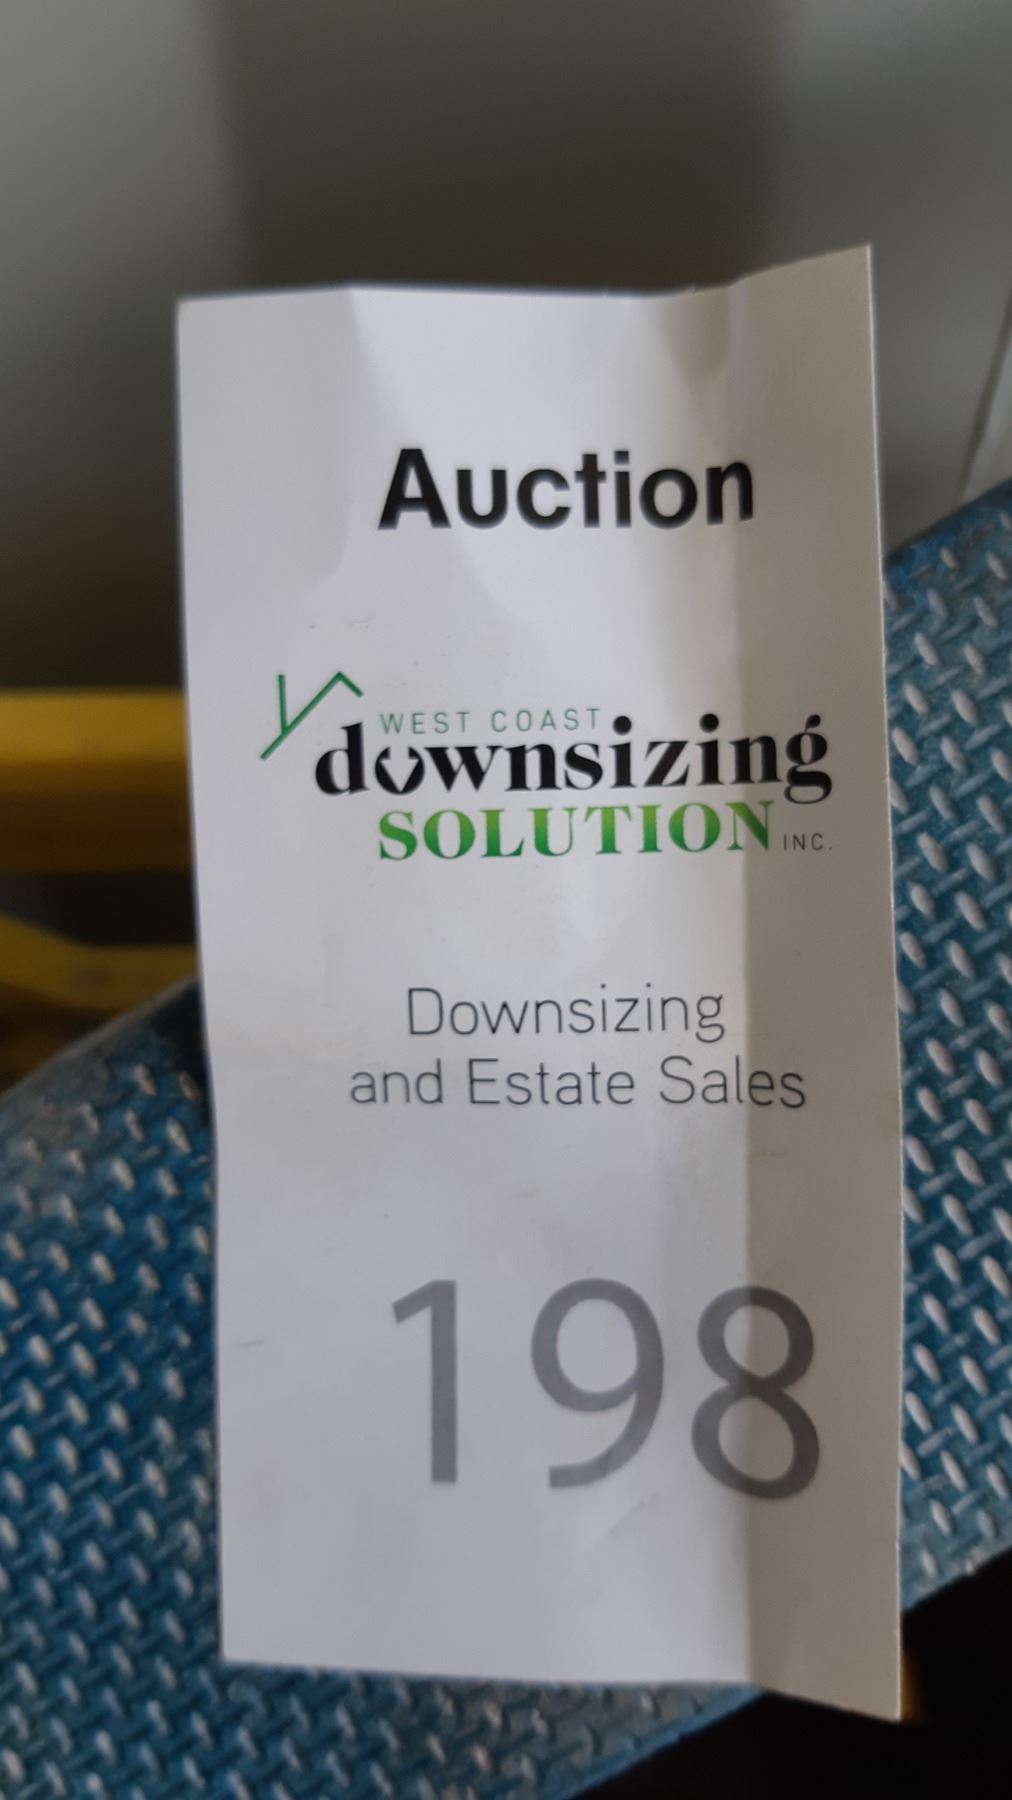 Auction
WEST COAST
downsizing
SOLUTION INC.
Downsizing
and Estate Sales
198